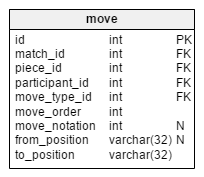 move
id int PK
match_id int FK
piece_id int FK
participant_id int FK
move_type_id int FK
move_order int
move_notation int N
from_position varchar(32) N
to_position varchar(32)